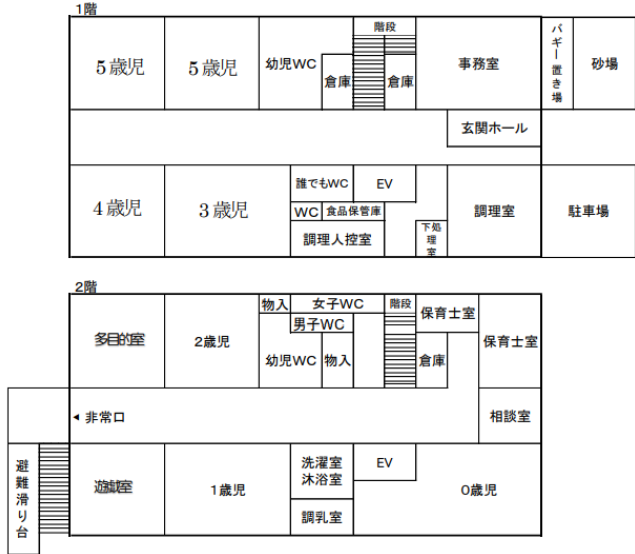 1階
5歳児
5歳児
幼児WC
倉庫
階段
倉庫
事務室
バギー置き場
砂場
玄関ホール
4歳児
3歳児
誰でもWC
EV
WC
食品保管庫
調理人控室
下処理室
調理室
駐車場
2階
多目的室
2歳児
物入
女子WC
男子WC
幼児WC
物入
階段
保育士室
倉庫
保育士室
◂ 非常口
相談室
避難滑り台
遊戯室
1歳児
洗濯室
沐浴室
調乳室
EV
0歳児